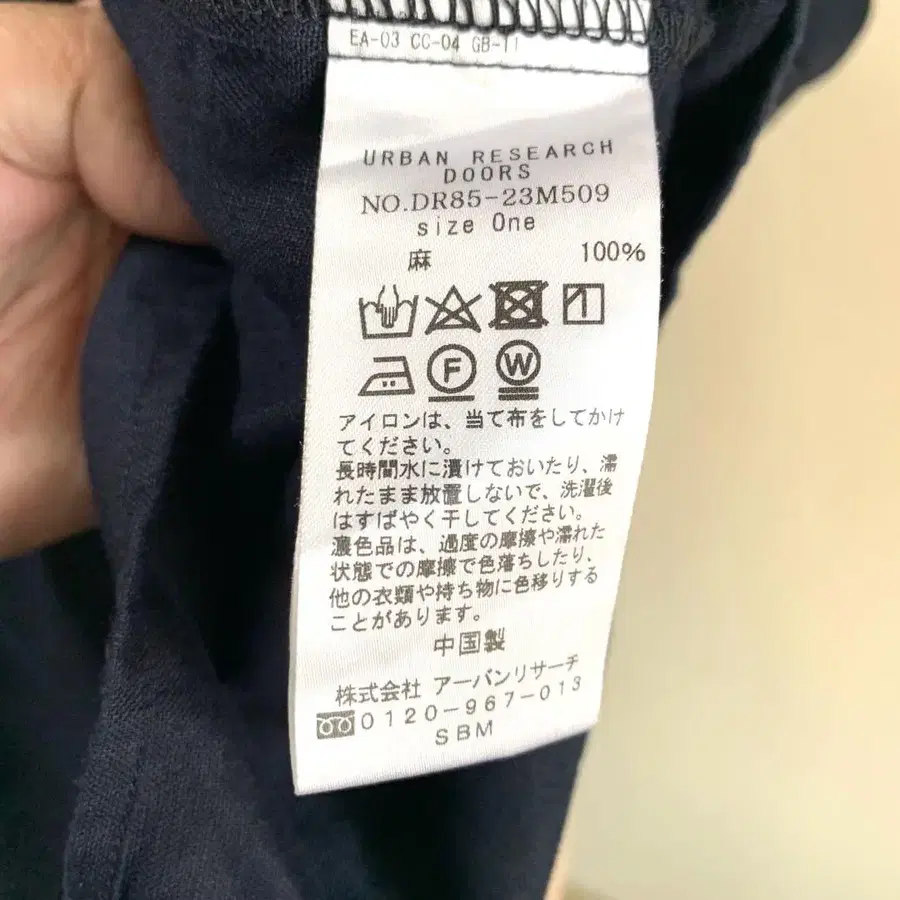 EA-03 CC-04 GB-11
URBAN RESEARCH
DOORS
NO.DR85-23M509
size One
麻 100%
F W
アイロンは、当て布をしてかけ
てください。
長時間水に漬けておいたり、濡
れたまま放置しないで、洗濯後
はすばやく干してください。
濃色品は、過度の摩擦や濡れた
状態での摩擦で色落ちしたり、
他の衣類や持ち物に色移りする
ことがあります。
中国製
株式会社 アーバンリサーチ
0120-967-013
SBM